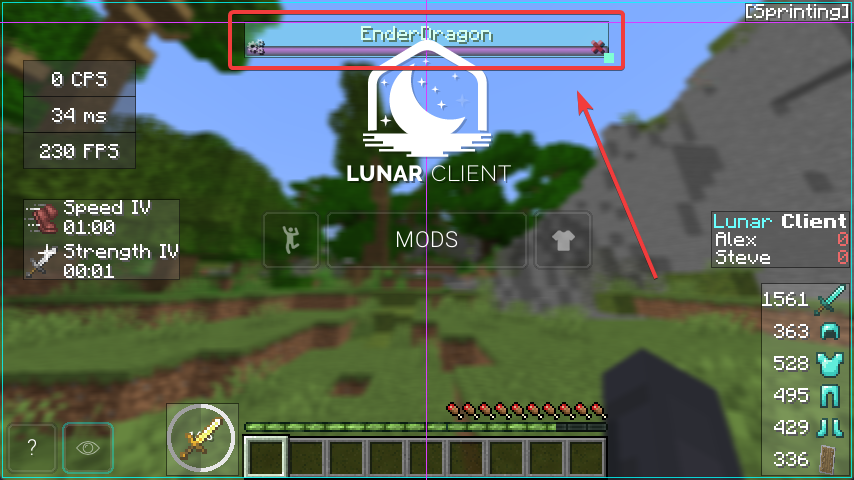 [Sprinting]
EnderDragon
0 CPS
34 ms
230 FPS
LUNAR CLIENT
Speed IV
01:00
Strength IV
00:01
MODS
Lunar Client
Alex 0
Steve 0
1561
363
528
495
429
336
?